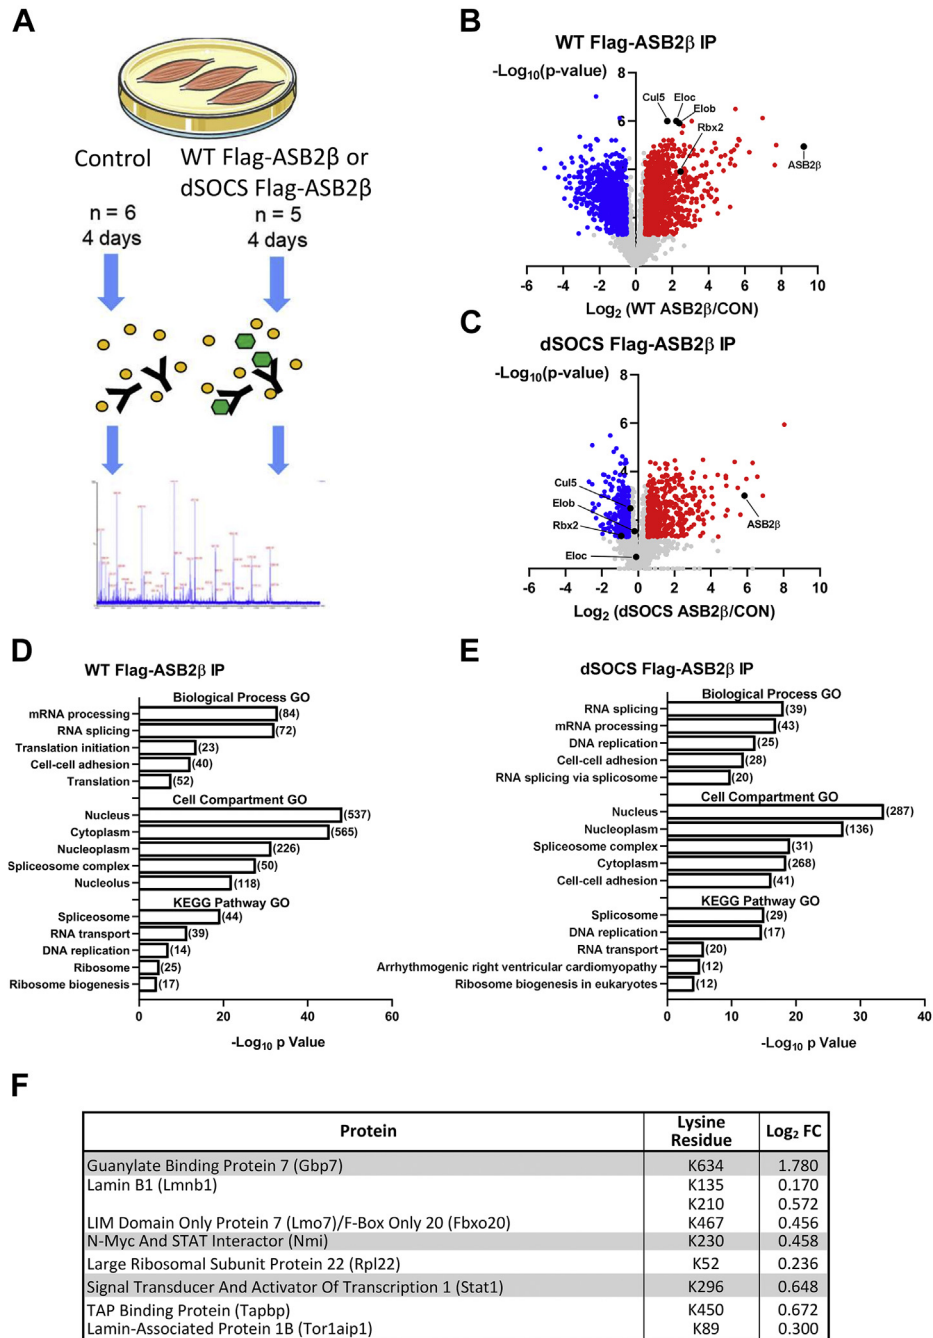 A
Control
WT Flag-ASB2β or
dSOCS Flag-ASB2β
n = 6
4 days
n = 5
4 days
B
WT Flag-ASB2β IP
-Log10(p-value)
8
6
4
Cul5
Eloc
Elob
Rbx2
ASB2β
-6 -4 -2 0 2 4 6 8 10
Log2 (WT ASB2β/CON)
C
dSOCS Flag-ASB2β IP
-Log10(p-value)
8
6
4
Cul5
Elob
Rbx2
Eloc
ASB2β
-6 -4 -2 0 2 4 6 8 10
Log2 (dSOCS ASB2β/CON)
D
WT Flag-ASB2β IP
Biological Process GO
mRNA processing (84)
RNA splicing (72)
Translation initiation (23)
Cell-cell adhesion (40)
Translation (52)
Cell Compartment GO
Nucleus (537)
Cytoplasm (565)
Nucleoplasm (226)
Spliceosome complex (50)
Nucleolus (118)
KEGG Pathway GO
Spliceosome (44)
RNA transport (39)
DNA replication (14)
Ribosome (25)
Ribosome biogenesis (17)
0 20 40 60
-Log10 p Value
E
dSOCS Flag-ASB2β IP
Biological Process GO
RNA splicing (39)
mRNA processing (43)
DNA replication (25)
Cell-cell adhesion (28)
RNA splicing via splicosome (20)
Cell Compartment GO
Nucleus (287)
Nucleoplasm (136)
Spliceosome complex (31)
Cytoplasm (268)
Cell-cell adhesion (41)
KEGG Pathway GO
Splicosome (29)
DNA replication (17)
RNA transport (20)
Arrhythmogenic right ventricular cardiomyopathy (12)
Ribosome biogenesis in eukaryotes (12)
0 10 20 30 40
-Log10 p Value
F
Protein Lysine Residue Log2 FC
Guanylate Binding Protein 7 (Gbp7) K634 1.780
Lamin B1 (Lmnb1) K135 0.170
K210 0.572
LIM Domain Only Protein 7 (Lmo7)/F-Box Only 20 (Fbxo20) K467 0.456
N-Myc And STAT Interactor (Nmi) K230 0.458
Large Ribosomal Subunit Protein 22 (Rpl22) K52 0.236
Signal Transducer And Activator Of Transcription 1 (Stat1) K296 0.648
TAP Binding Protein (Tapbp) K450 0.672
Lamin-Associated Protein 1B (Tor1aip1) K89 0.300